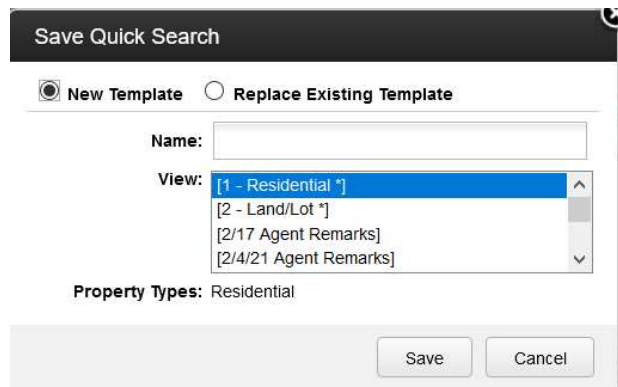 Save Quick Search
New Template Replace Existing Template
Name:
View: [1 - Residential *]
[2 - Land/Lot *]
[2/17 Agent Remarks]
[2/4/21 Agent Remarks]
Property Types: Residential
Save Cancel